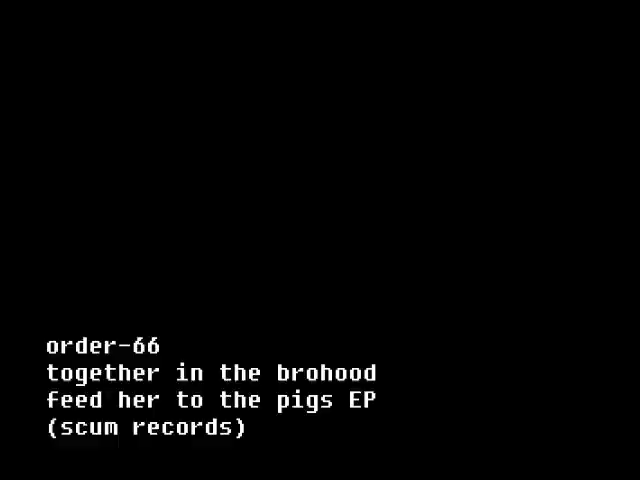 order-66
together in the brohood
feed her to the pigs EP
(scum records)